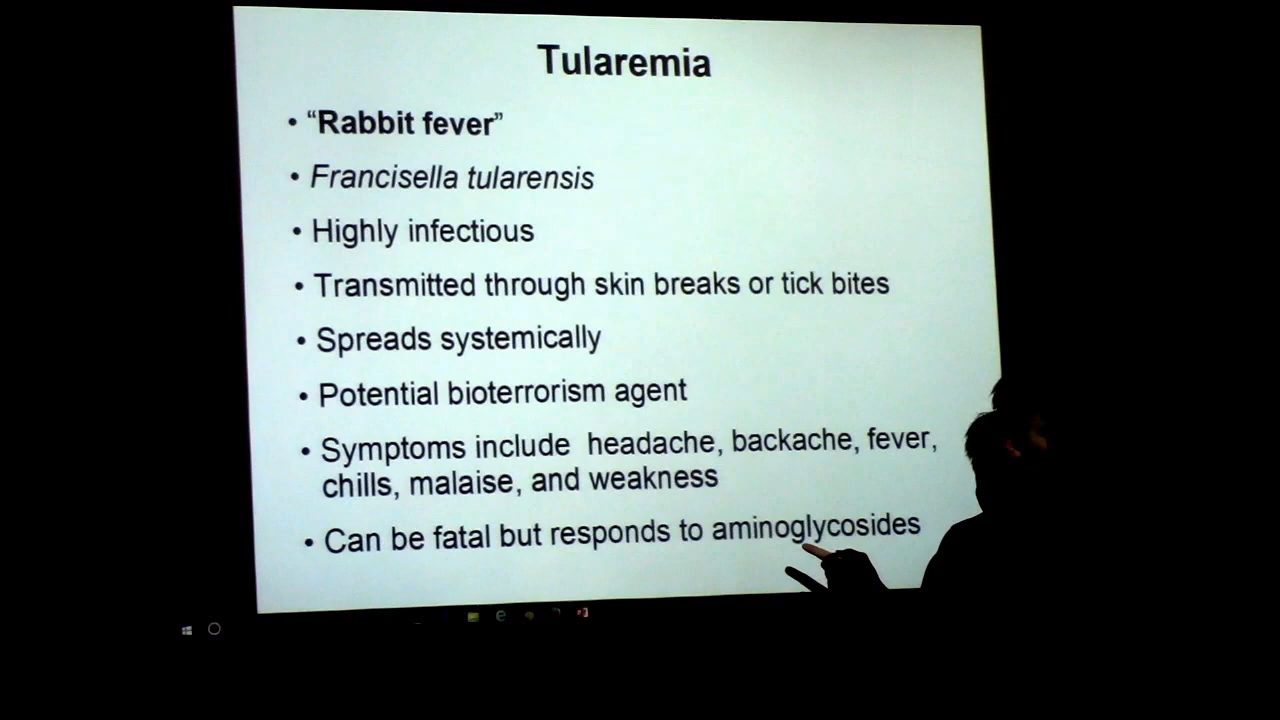 Tularemia
• “Rabbit fever”
• Francisella tularensis
• Highly infectious
• Transmitted through skin breaks or tick bites
• Spreads systemically
• Potential bioterrorism agent
• Symptoms include headache, backache, fever,
chills, malaise, and weakness
• Can be fatal but responds to aminoglycosides